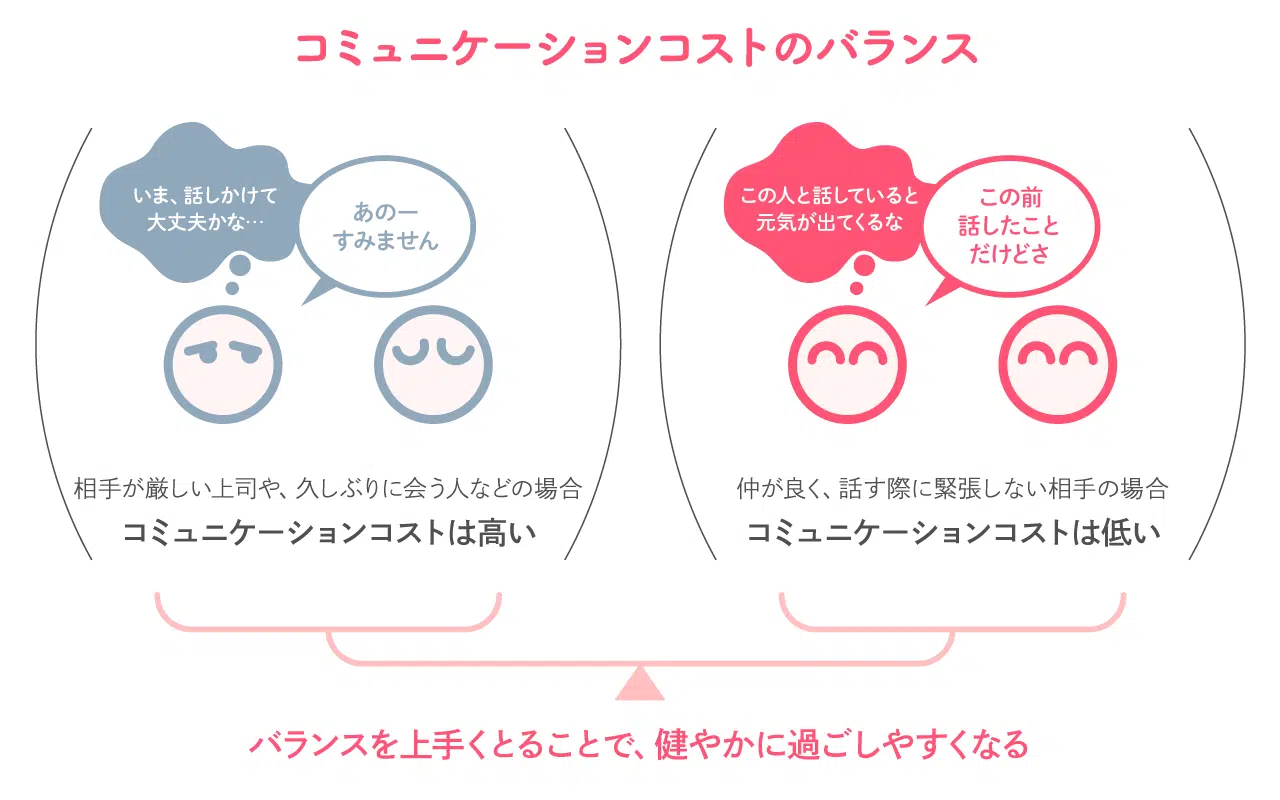 コミュニケーションコストのバランス
いま、話しかけて
大丈夫かな…
あのー
すみません
相手が厳しい上司や、久しぶりに会う人などの場合
コミュニケーションコストは高い
この人と話していると
元気が出てくるな
この前
話したこと
だけどさ
仲が良く、話す際に緊張しない相手の場合
コミュニケーションコストは低い
バランスを上手くとることで、健やかに過ごしやすくなる